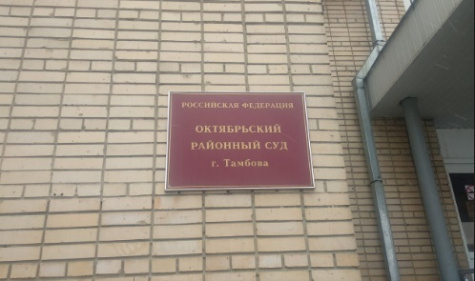 РОССИЙСКАЯ ФЕДЕРАЦИЯ
ОКТЯБРЬСКИЙ
РАЙОННЫЙ СУД
г. Тамбова